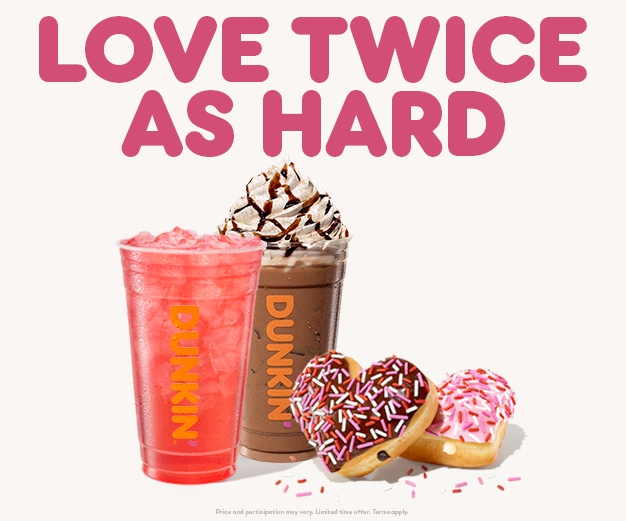 LOVE TWICE
AS HARD
DUNKIN'
DUNKIN'
Price and participation may vary. Limited time offer. Terms apply.